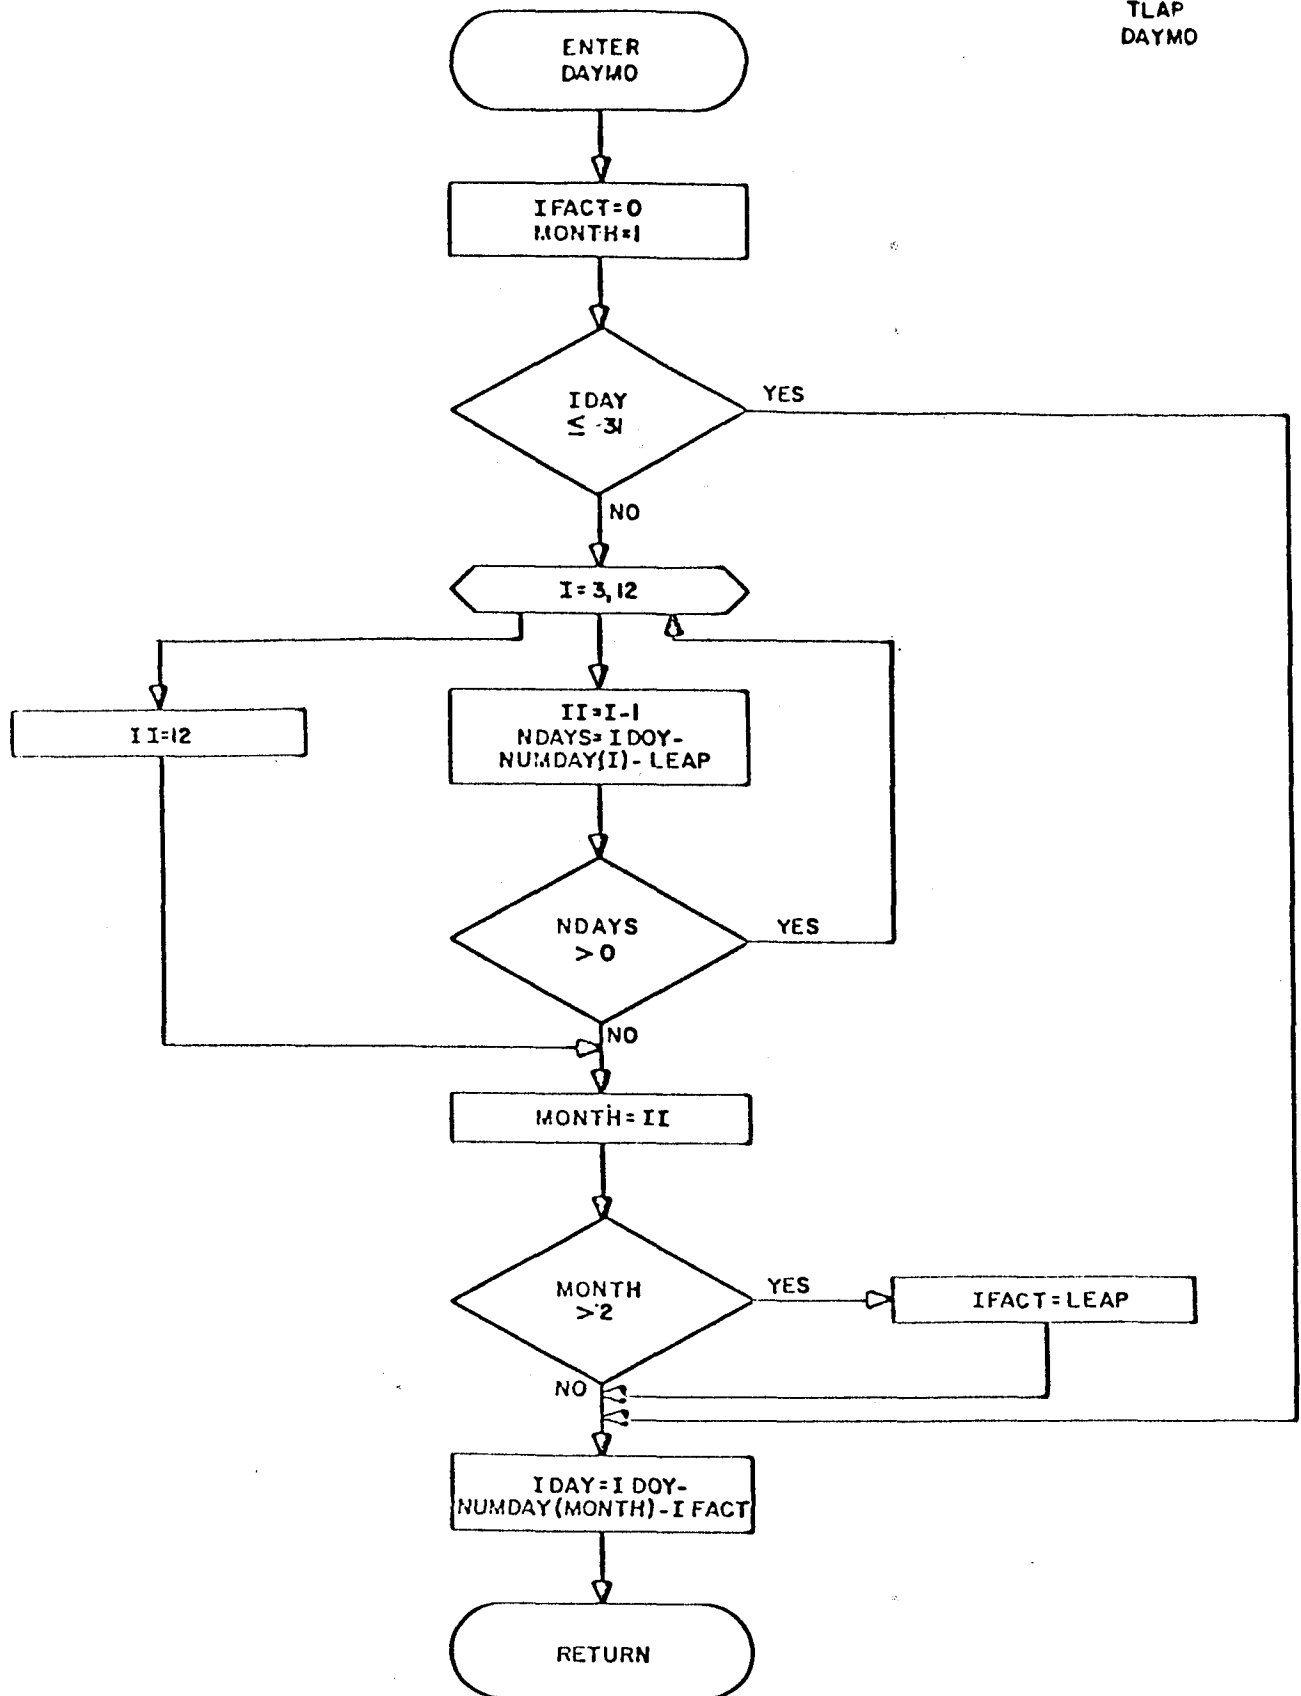 TLAP
DAYMO
ENTER
DAYMO
IFACT=0
MONTH=1
IDAY
≤ 31
YES
NO
I=3,12
II=12
II=I-1
NDAYS=IDOY-
NUMDAY(I)-LEAP
NDAYS
>0
YES
NO
MONTH=II
MONTH
>2
YES
IFACT=LEAP
NO
IDAY=IDOY-
NUMDAY(MONTH)-IFACT
RETURN